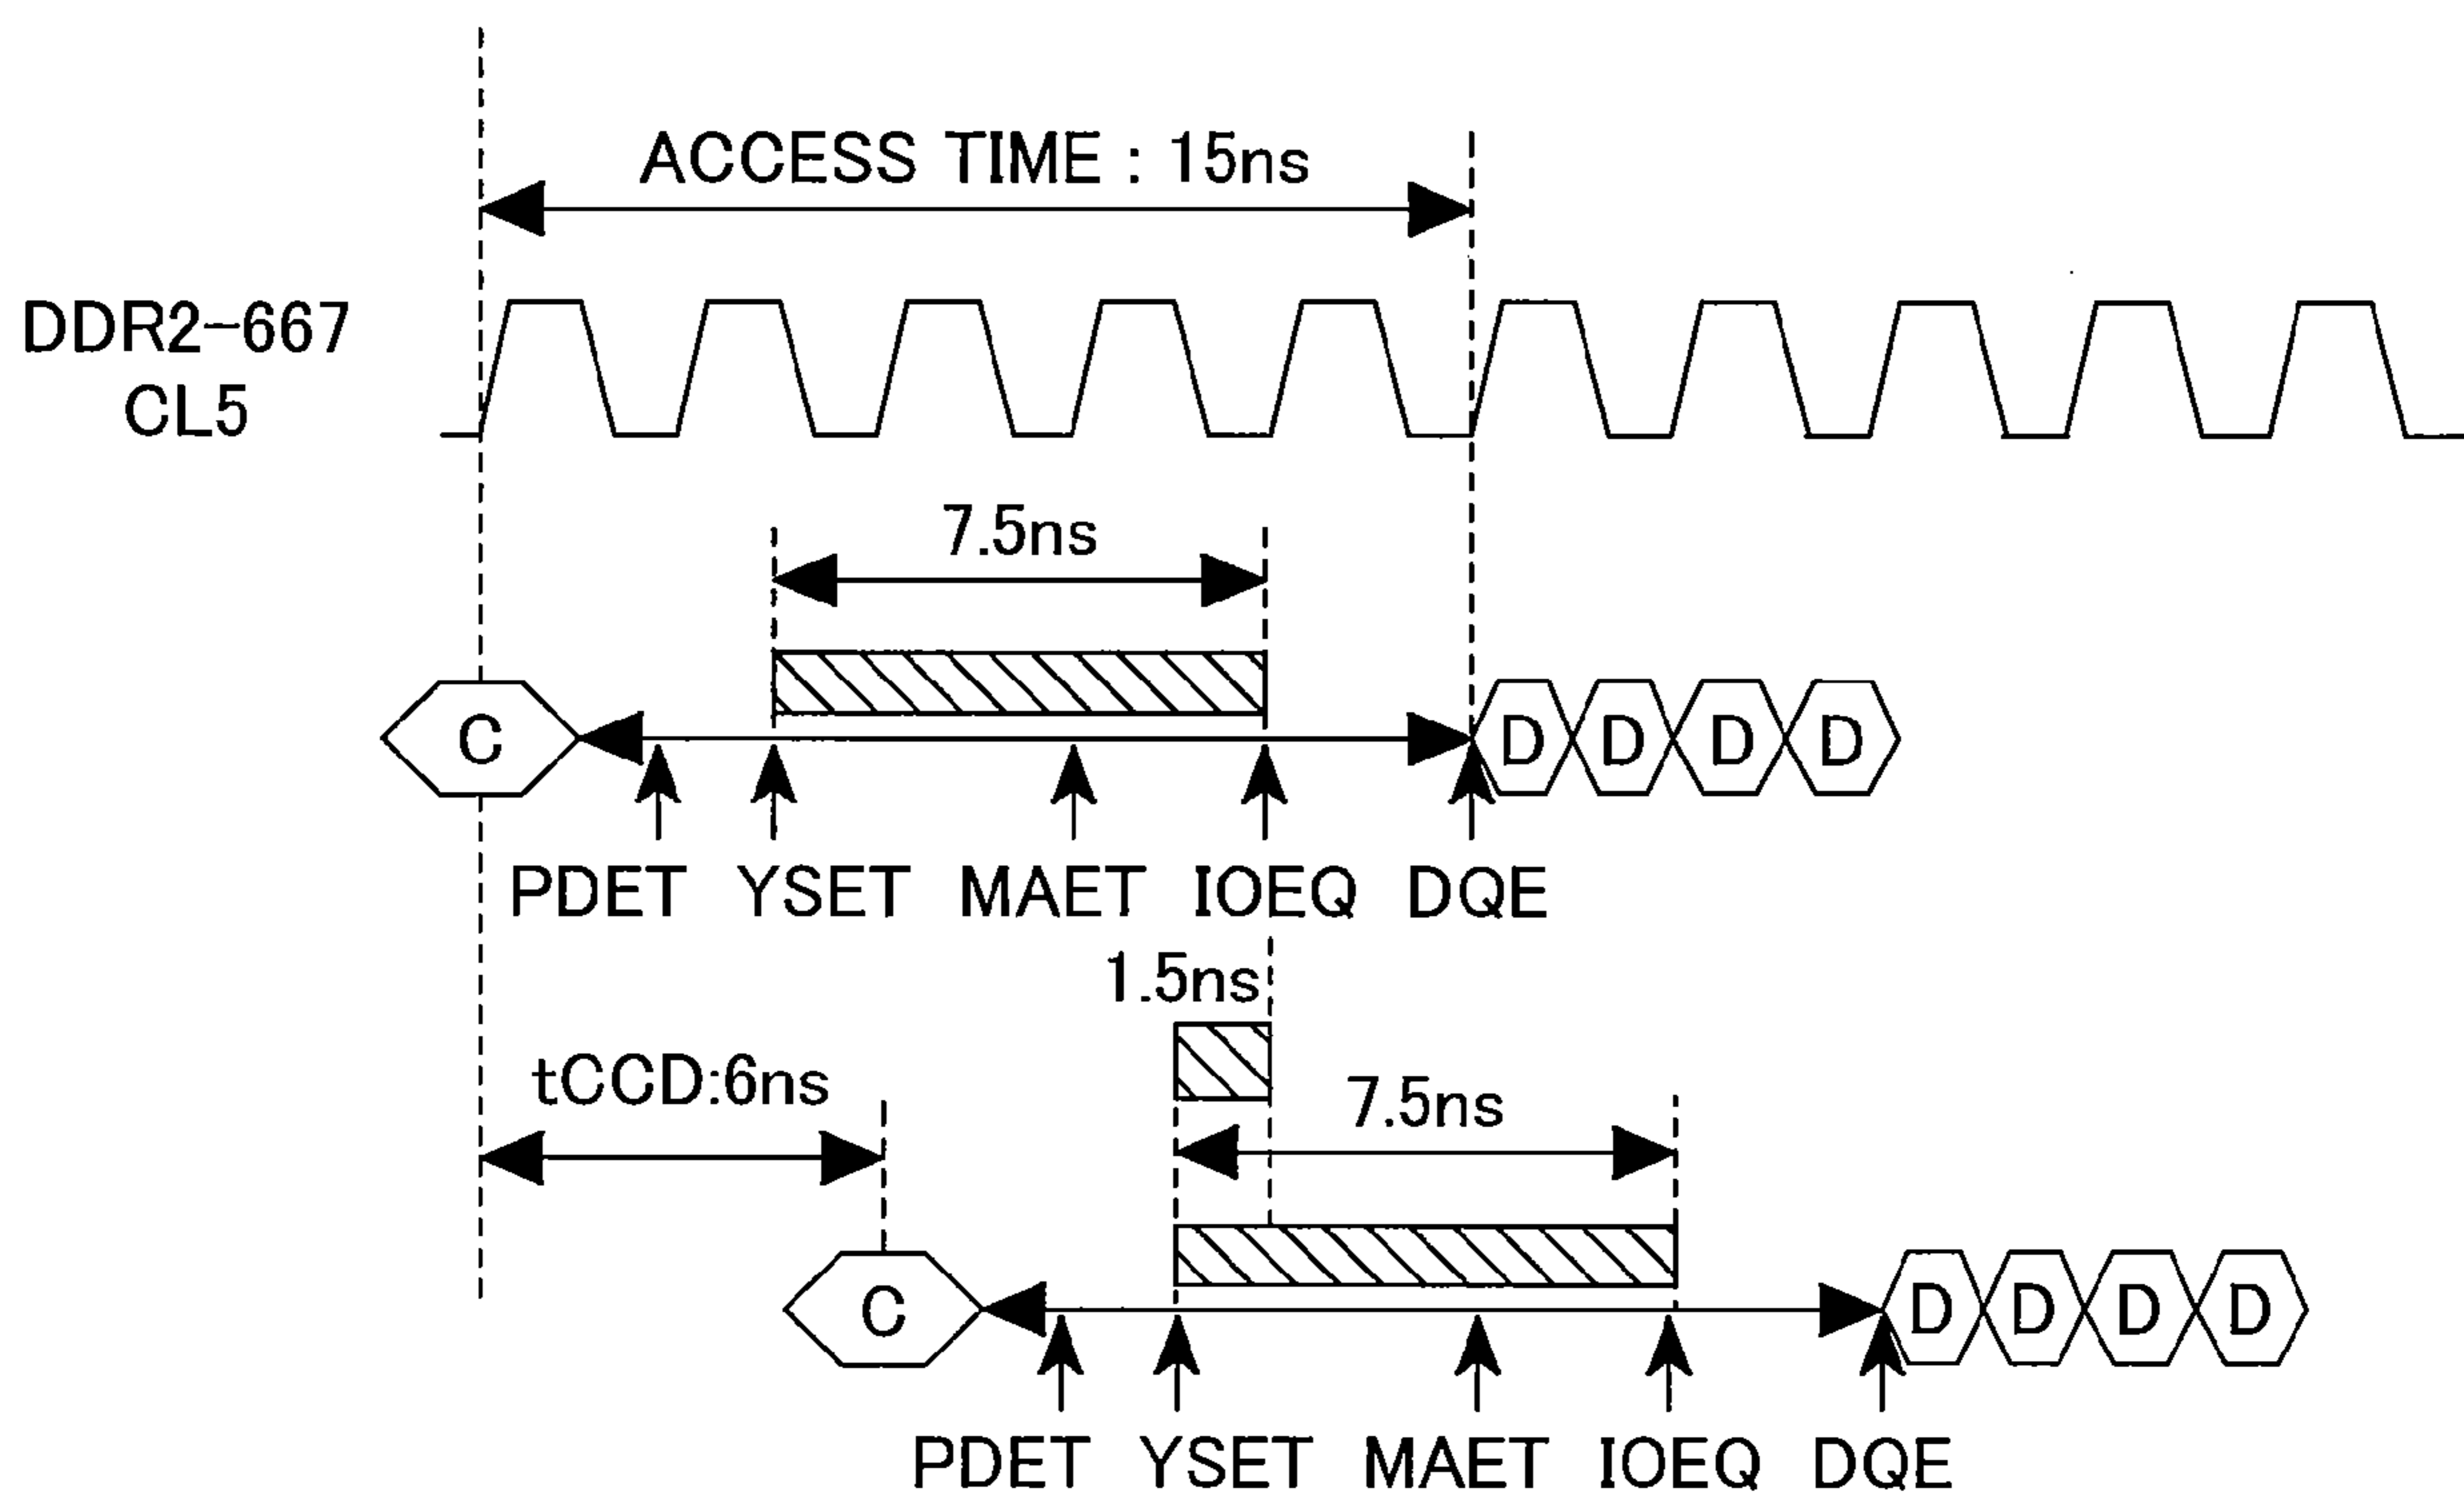 ACCESS TIME : 15ns
DDR2-667
CL5
7.5ns
C D D D D
PDET YSET MAET IOEQ DQE
1.5ns
tCCD:6ns
7.5ns
C D D D D
PDET YSET MAET IOEQ DQE